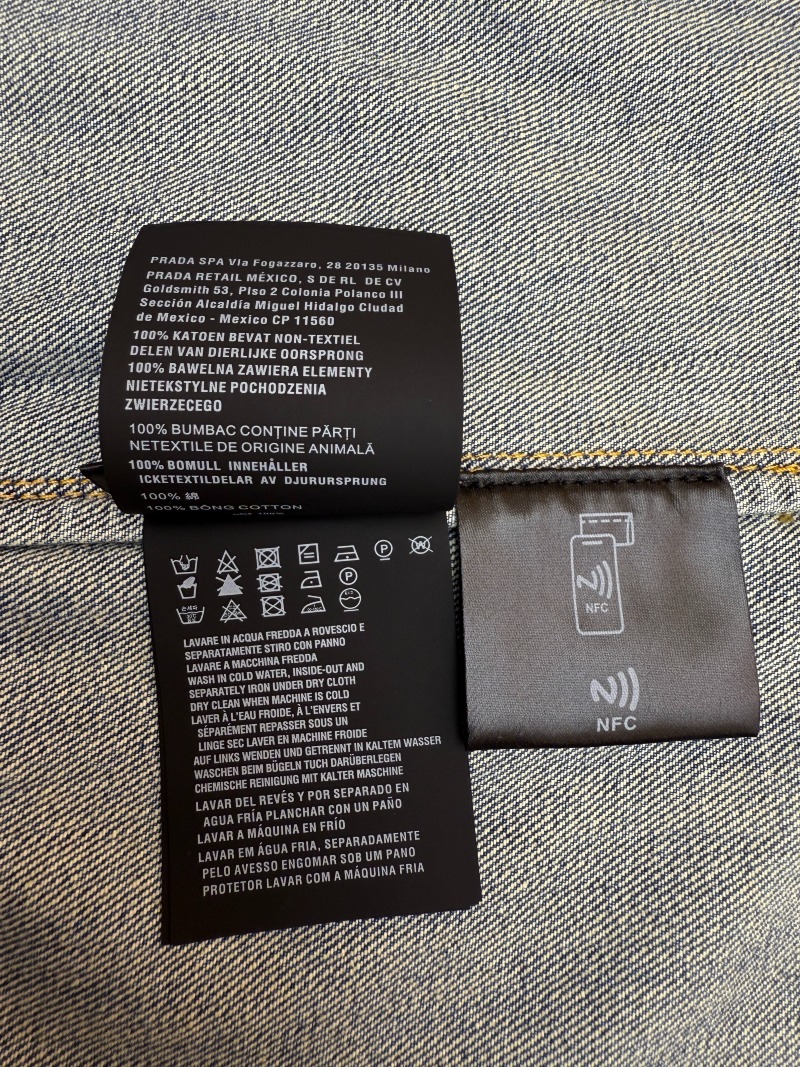 PRADA SPA VIa Fogazzaro, 28 20135 Milano
PRADA RETAIL MÉXICO, S DE RL DE CV
Goldsmith 53, PIso 2 Colonia Polanco III
Sección Alcaldía Miguel Hidalgo CIudad
de Mexico - Mexico CP 11560
100% KATOEN BEVAT NON-TEXTIEL
DELEN VAN DIERLIJKE OORSPRONG
100% BAWELNA ZAWIERA ELEMENTY
NIETEKSTYLNE POCHODZENIA
ZWIERZECEGO
100% BUMBAC CONȚINE PĂRȚI
NETEXTILE DE ORIGINE ANIMALĂ
100% BOMULL INNEHÅLLER
ICKETEXTILDELAR AV DJURURSPRUNG
100% 綿
100% BÔNG COTTON
P
W
P
손세탁
LAVARE IN ACQUA FREDDA A ROVESCIO E
SEPARATAMENTE STIRO CON PANNO
LAVARE A MACCHINA FREDDA
WASH IN COLD WATER, INSIDE-OUT AND
SEPARATELY IRON UNDER DRY CLOTH
DRY CLEAN WHEN MACHINE IS COLD
LAVER À L'EAU FROIDE, À L'ENVERS ET
SÉPARÉMENT REPASSER SOUS UN
LINGE SEC LAVER EN MACHINE FROIDE
AUF LINKS WENDEN UND GETRENNT IN KALTEM WASSER
WASCHEN BEIM BÜGELN TUCH DARÜBERLEGEN
CHEMISCHE REINIGUNG MIT KALTER MASCHINE
LAVAR DEL REVÉS Y POR SEPARADO EN
AGUA FRÍA PLANCHAR CON UN PAÑO
LAVAR A MÁQUINA EN FRÍO
LAVAR EM ÁGUA FRIA, SEPARADAMENTE
PELO AVESSO ENGOMAR SOB UM PANO
PROTETOR LAVAR COM A MÁQUINA FRIA
NFC
NFC